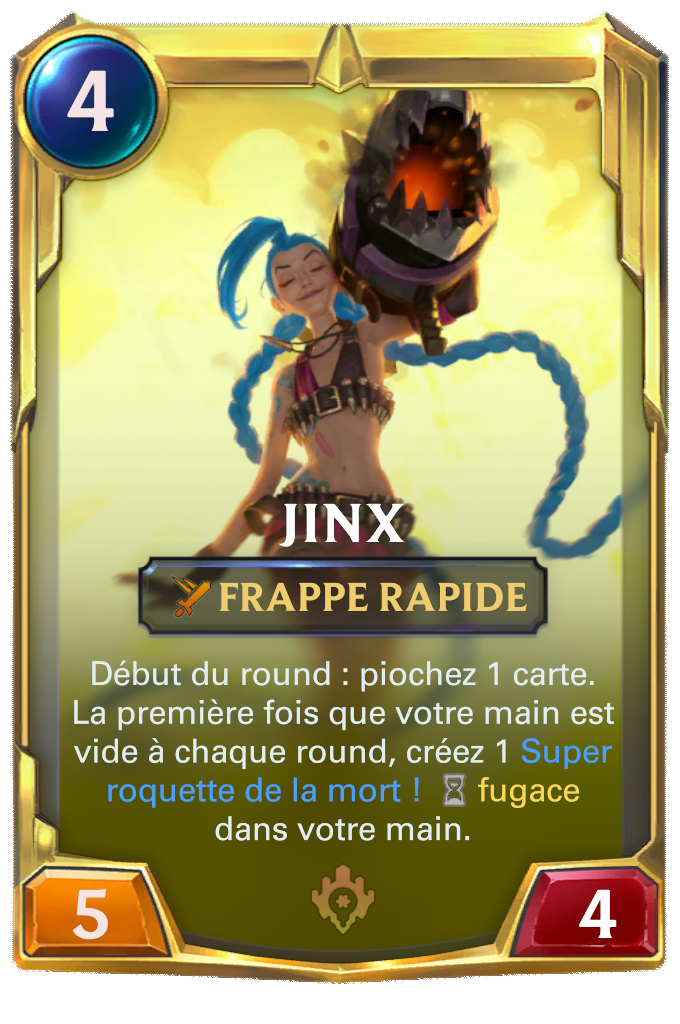 4
JINX
FRAPPE RAPIDE
Début du round : piochez 1 carte.
La première fois que votre main est
vide à chaque round, créez 1 Super
roquette de la mort ! fugace
dans votre main.
5
4